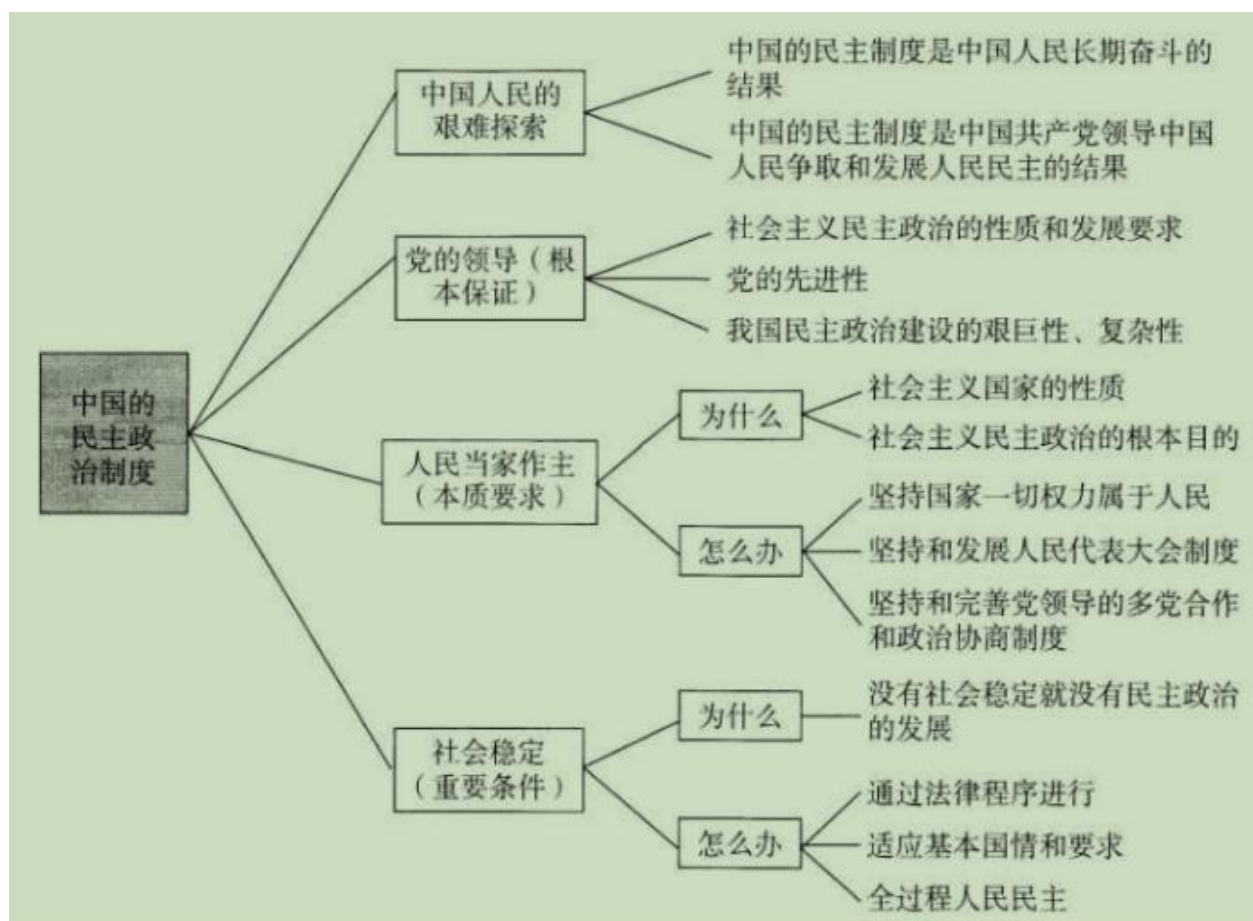 中国的
民主政
治制度
中国人民的
艰难探索
中国的民主制度是中国人民长期奋斗的
结果
中国的民主制度是中国共产党领导中国
人民争取和发展人民民主的结果
党的领导（根
本保证）
社会主义民主政治的性质和发展要求
党的先进性
我国民主政治建设的艰巨性、复杂性
人民当家作主
（本质要求）
为什么
社会主义国家的性质
社会主义民主政治的根本目的
怎么办
坚持国家一切权力属于人民
坚持和发展人民代表大会制度
坚持和完善党领导的多党合作
和政治协商制度
社会稳定
（重要条件）
为什么
没有社会稳定就没有民主政治
的发展
怎么办
通过法律程序进行
适应基本国情和要求
全过程人民民主